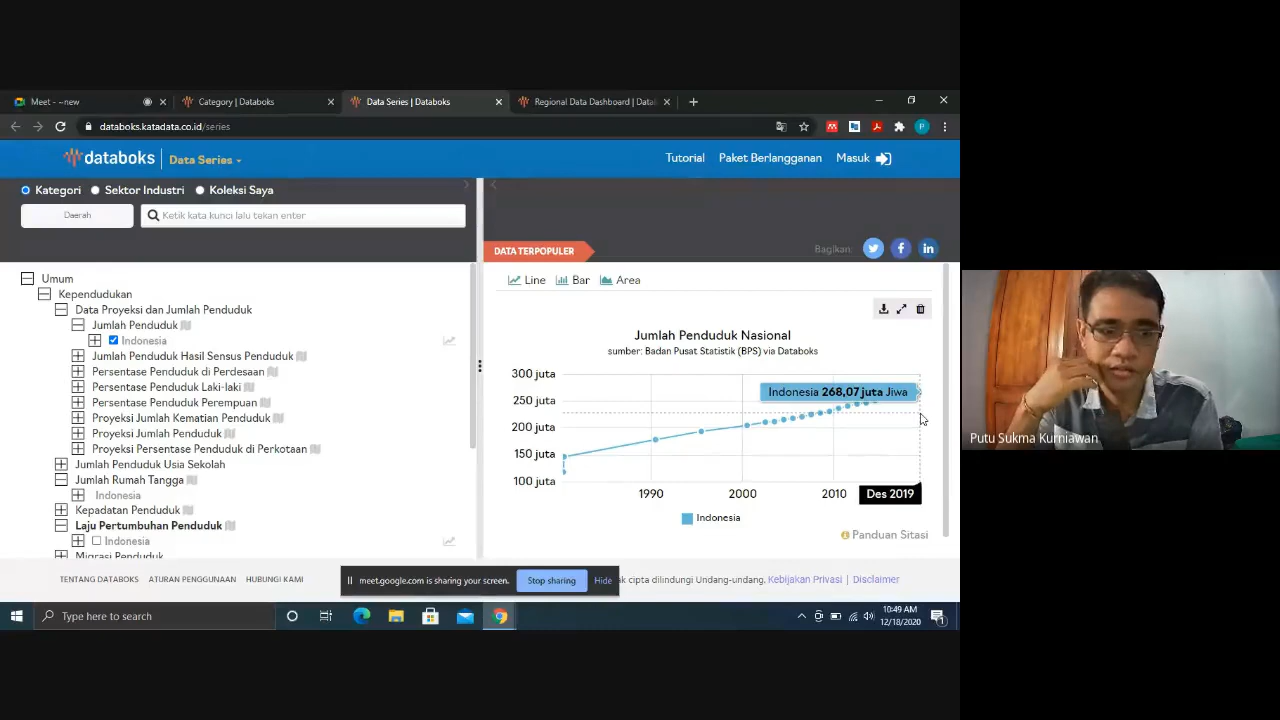 Meet - ~new
Category | Databoks
Data Series | Databoks
Regional Data Dashboard | Datab
databoks.katadata.co.id/series
P
databoks
Data Series
Tutorial
Paket Berlangganan
Masuk
Kategori
Sektor Industri
Koleksi Saya
Daerah
Ketik kata kunci lalu tekan enter
DATA TERPOPULER
Bagikan:
Umum
Kependudukan
Data Proyeksi dan Jumlah Penduduk
Jumlah Penduduk
Indonesia
Jumlah Penduduk Hasil Sensus Penduduk
Persentase Penduduk di Perdesaan
Persentase Penduduk Laki-laki
Persentase Penduduk Perempuan
Proyeksi Jumlah Kematian Penduduk
Proyeksi Jumlah Penduduk
Proyeksi Persentase Penduduk di Perkotaan
Jumlah Penduduk Usia Sekolah
Jumlah Rumah Tangga
Indonesia
Kepadatan Penduduk
Laju Pertumbuhan Penduduk
Indonesia
Migrasi Penduduk
Line
Bar
Area
Jumlah Penduduk Nasional
sumber: Badan Pusat Statistik (BPS) via Databoks
300 juta
250 juta
200 juta
150 juta
100 juta
Indonesia 268,07 juta Jiwa
1990
2000
2010
Des 2019
Indonesia
Panduan Sitasi
TENTANG DATABOKS
ATURAN PENGGUNAAN
HUBUNGI KAMI
meet.google.com is sharing your screen.
Stop sharing
Hide
cipta dilindungi Undang-undang. Kebijakan Privasi | Disclaimer
Type here to search
10:49 AM
12/18/2020
1
Putu Sukma Kurniawan